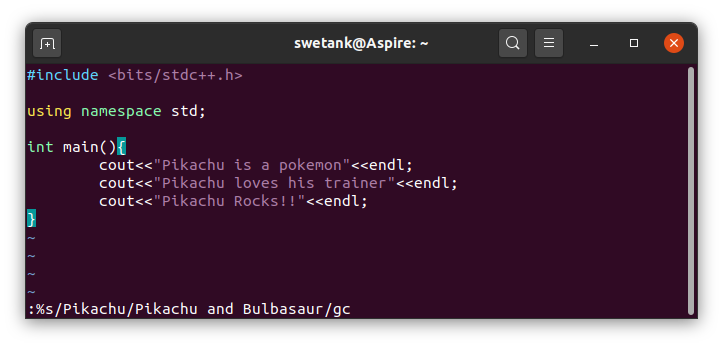 swetank@Aspire: ~
#include <bits/stdc++.h>
using namespace std;
int main(){
cout<<"Pikachu is a pokemon"<<endl;
cout<<"Pikachu loves his trainer"<<endl;
cout<<"Pikachu Rocks!!"<<endl;
}
~
~
~
~
:%s/Pikachu/Pikachu and Bulbasaur/gc